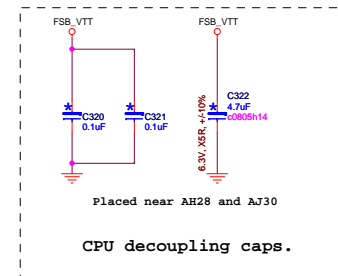 FSB_VTT
FSB_VTT
* C320
0.1uF
* C321
0.1uF
6.3V, X5R, +/-10%
* C322
4.7uF
c0805h14
Placed near AH28 and AJ30
CPU decoupling caps.